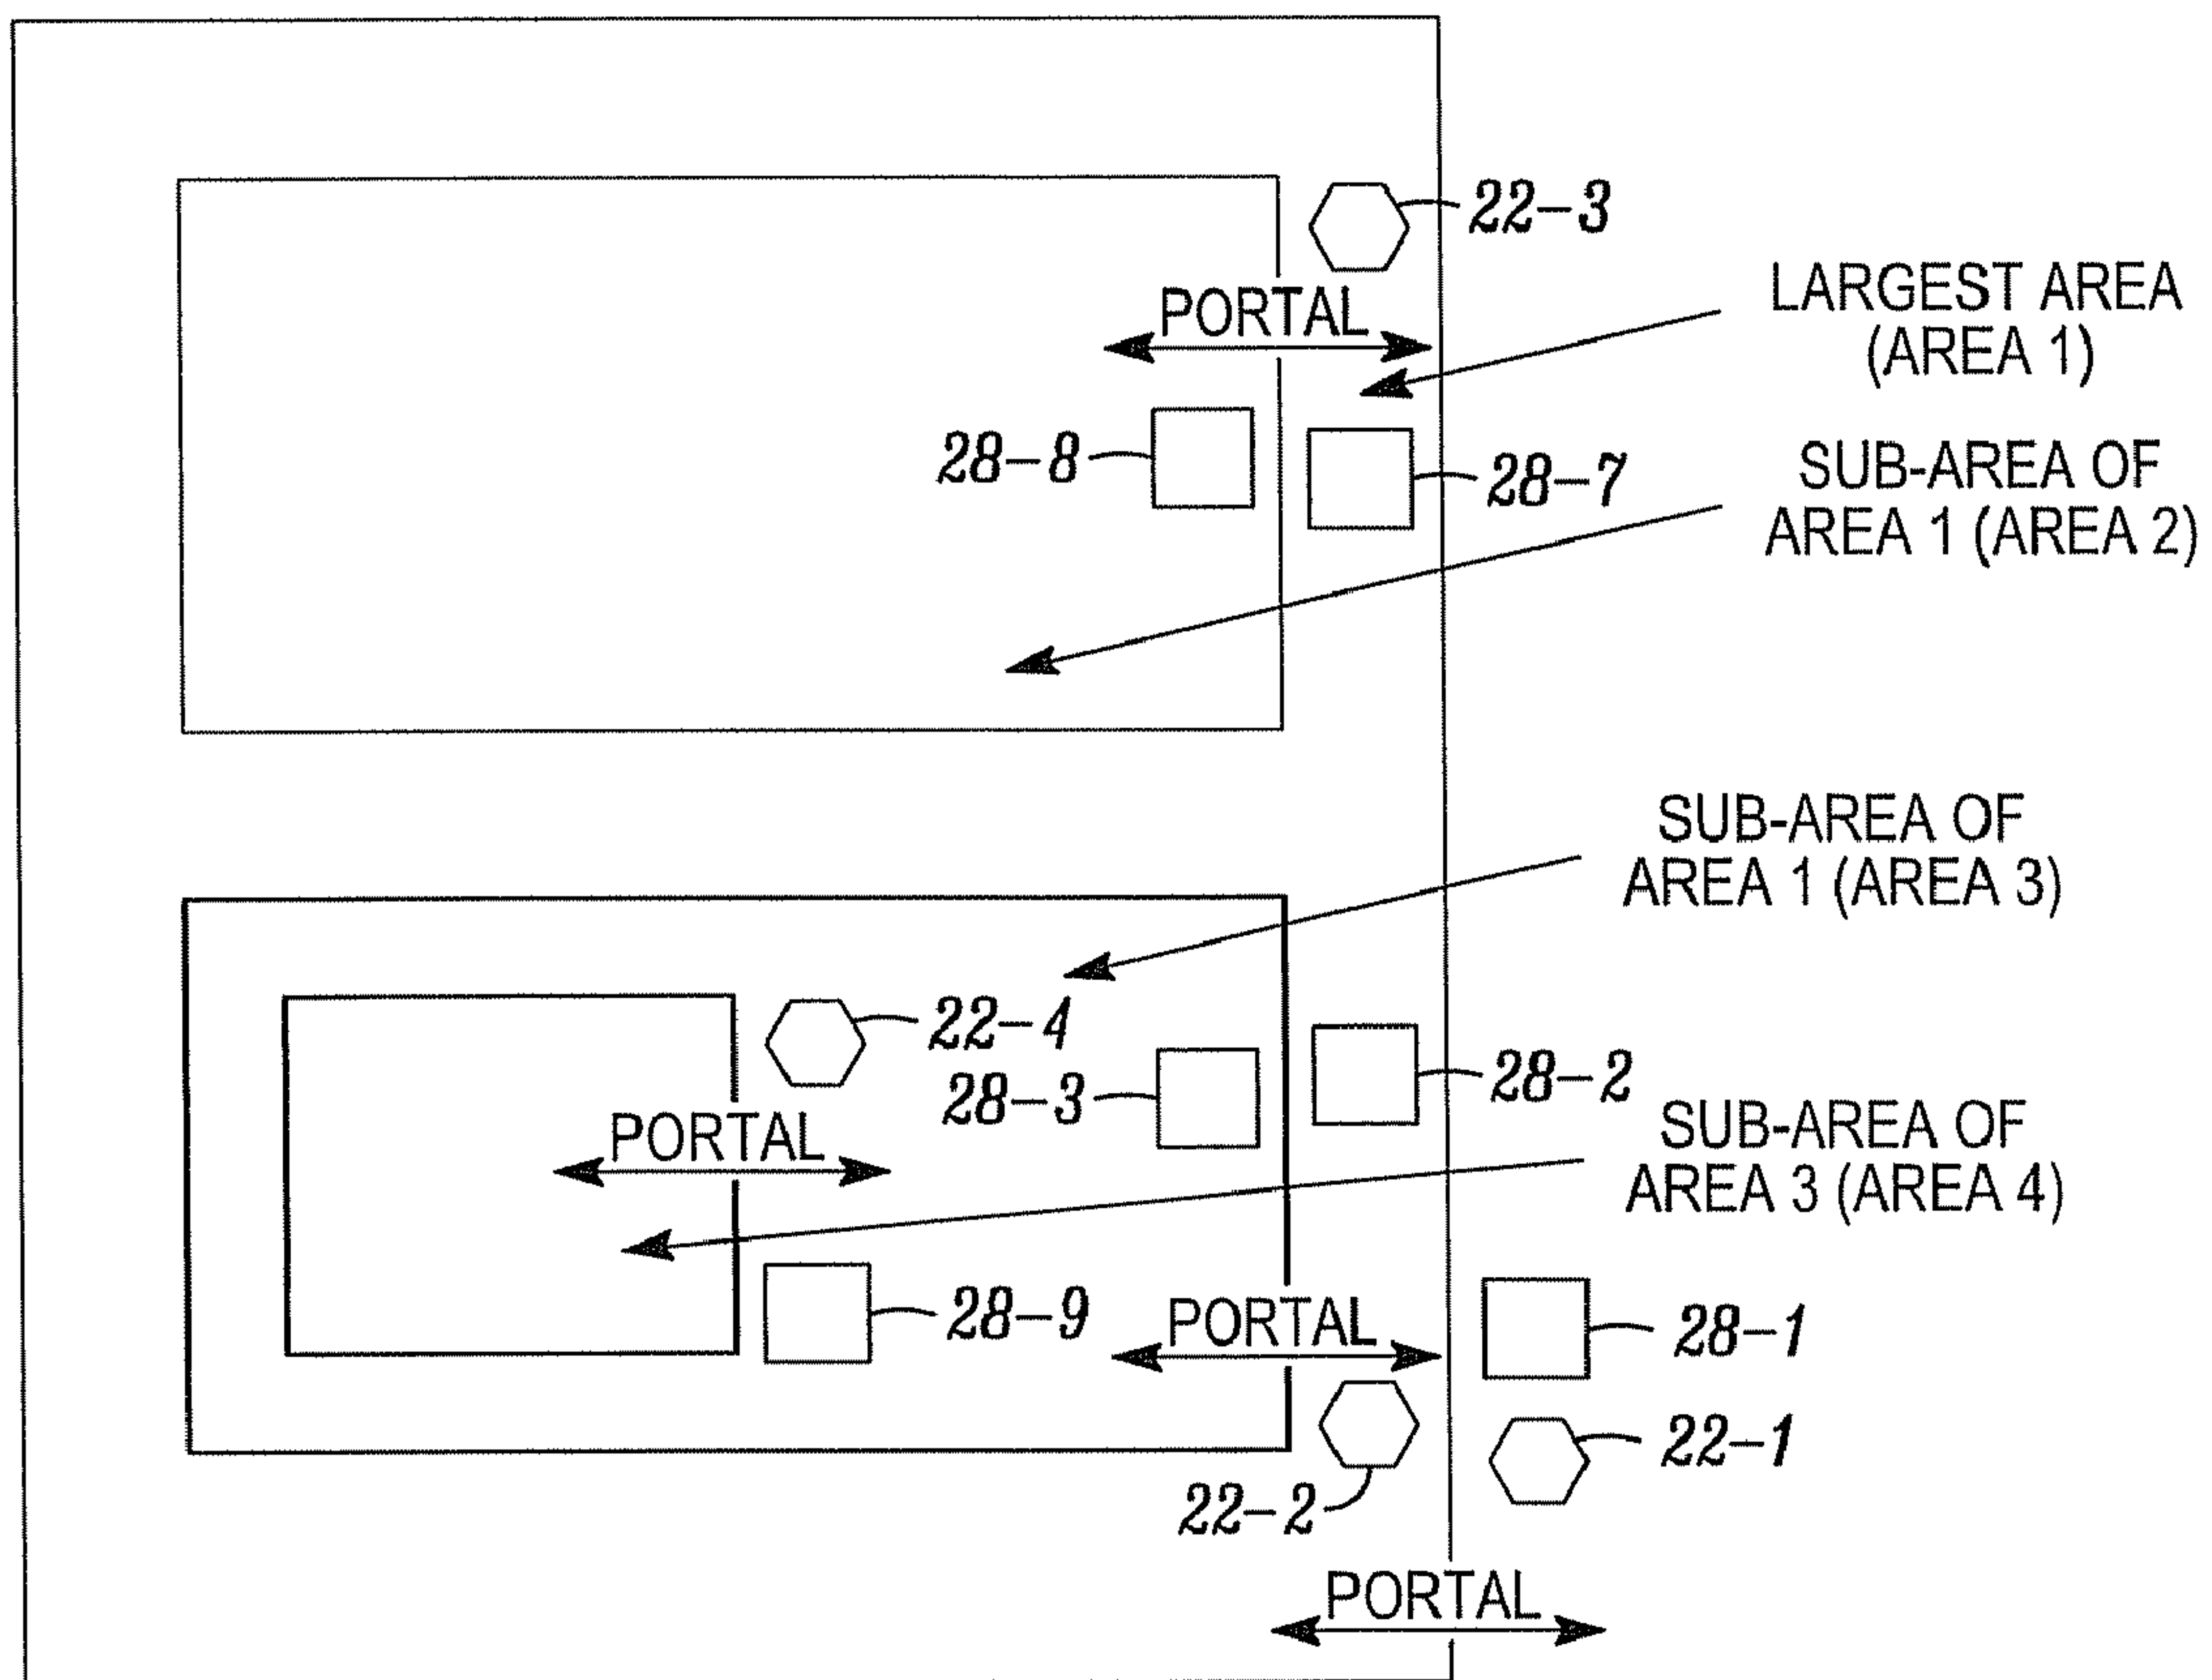 22-3
LARGEST AREA
(AREA 1)
PORTAL
28-8
28-7
SUB-AREA OF
AREA 1 (AREA 2)
SUB-AREA OF
AREA 1 (AREA 3)
22-4
28-3
28-2
PORTAL
SUB-AREA OF
AREA 3 (AREA 4)
28-9
PORTAL
28-1
22-1
22-2
PORTAL